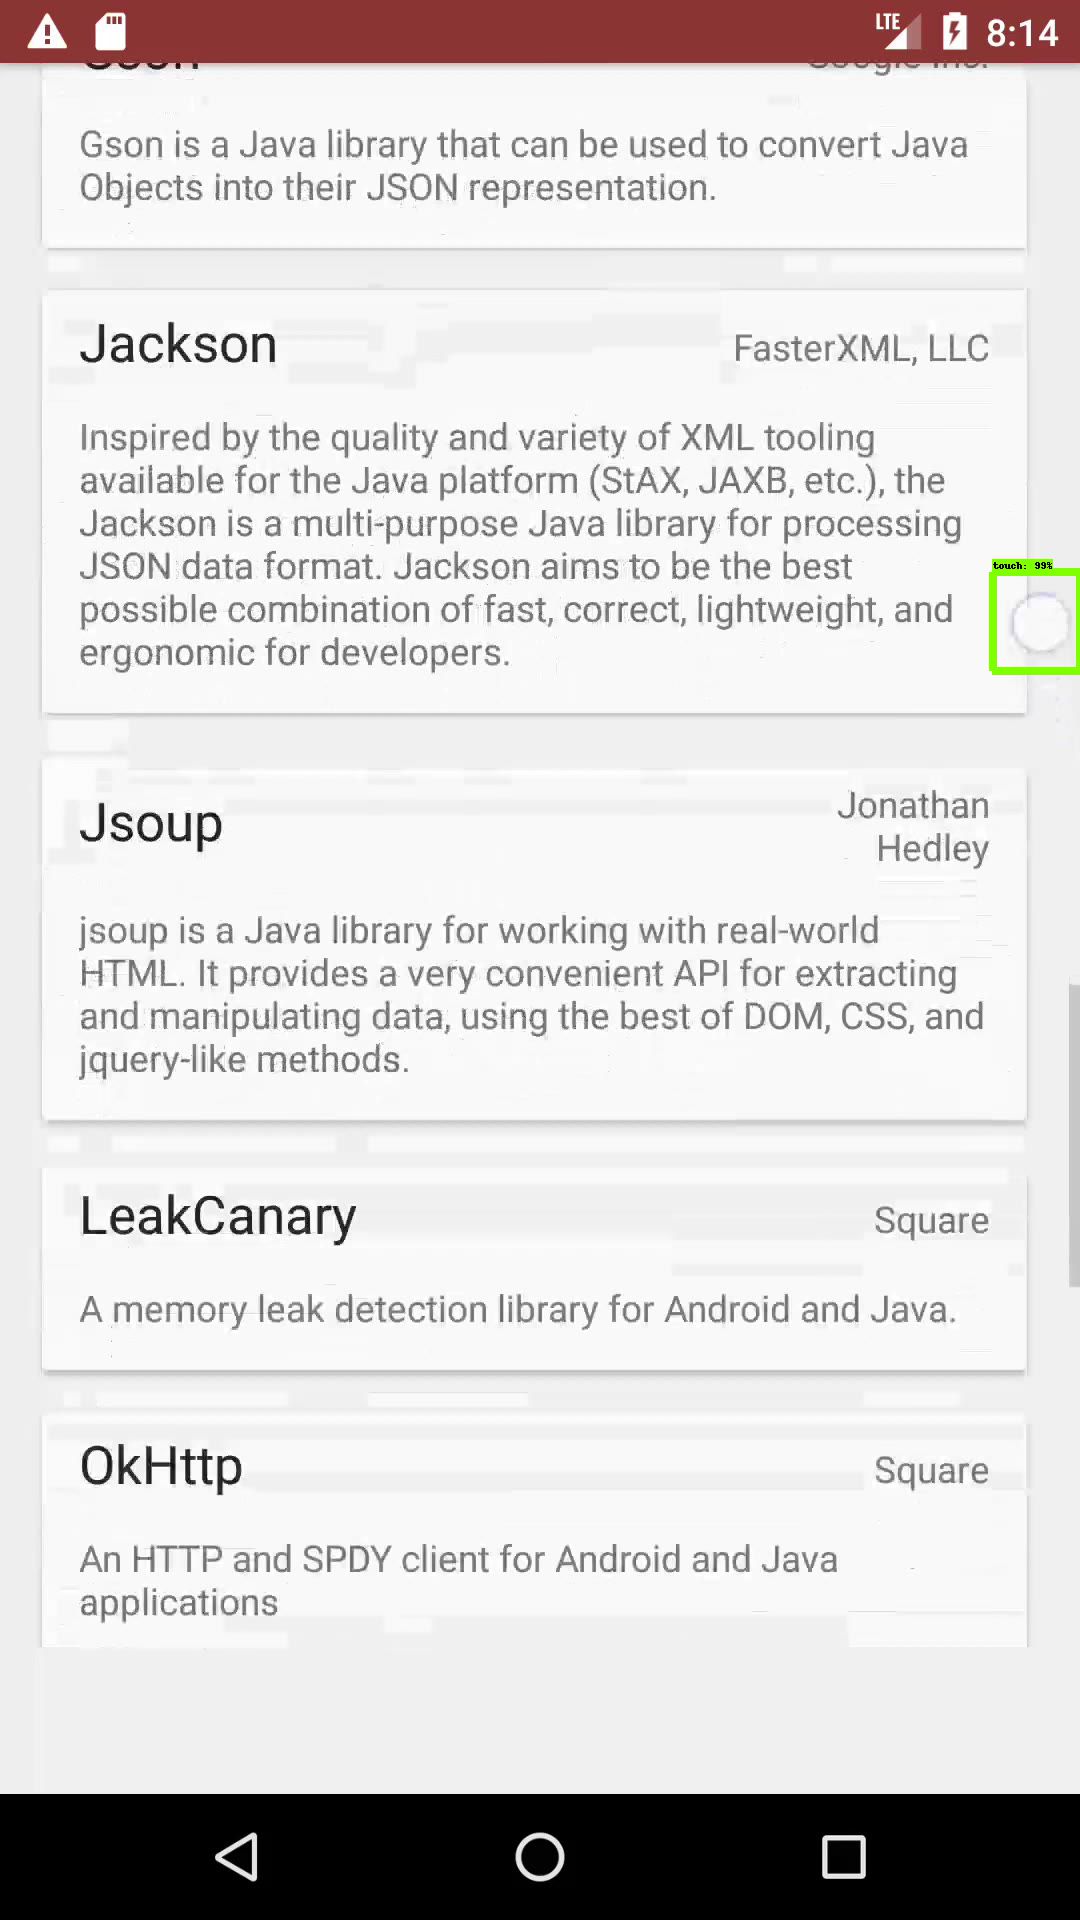 LTE 8:14
Gson is a Java library that can be used to convert Java
Objects into their JSON representation.
Jackson FasterXML, LLC
Inspired by the quality and variety of XML tooling
available for the Java platform (StAX, JAXB, etc.), the
Jackson is a multi-purpose Java library for processing
JSON data format. Jackson aims to be the best
possible combination of fast, correct, lightweight, and
ergonomic for developers.
touch: 99%
Jsoup Jonathan
Hedley
jsoup is a Java library for working with real-world
HTML. It provides a very convenient API for extracting
and manipulating data, using the best of DOM, CSS, and
jquery-like methods.
LeakCanary Square
A memory leak detection library for Android and Java.
OkHttp Square
An HTTP and SPDY client for Android and Java
applications